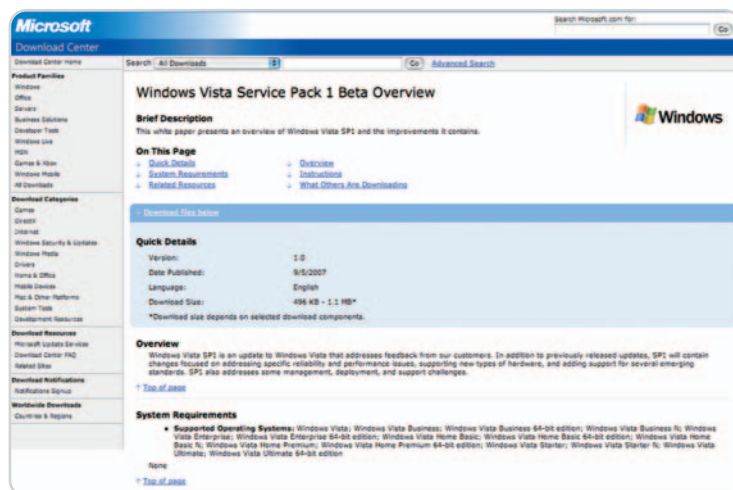 Microsoft
Search Microsoft.com for:
Go
Download Center
Download Center Home
Search All Downloads Go Advanced Search
Product Families
Windows
Office
Servers
Business Solutions
Developer Tools
Windows Live
MSN
Games & Xbox
Windows Mobile
All Downloads
Download Categories
Games
DirectX
Internet
Windows Security & Updates
Windows Media
Drivers
Home & Office
Mobile Devices
Mac & Other Platforms
System Tools
Development Resources
Download Resources
Microsoft Update Services
Download Center FAQ
Related Sites
Download Notifications
Notifications Signup
Worldwide Downloads
Countries & Regions
Windows Vista Service Pack 1 Beta Overview
Windows
Brief Description
This white paper presents an overview of Windows Vista SP1 and the improvements it contains.
On This Page
Quick Details
Overview
System Requirements
Instructions
Related Resources
What Others Are Downloading
Download files below
Quick Details
Version: 1.0
Date Published: 9/5/2007
Language: English
Download Size: 496 KB - 1.1 MB*
*Download size depends on selected download components.
Overview
Windows Vista SP1 is an update to Windows Vista that addresses feedback from our customers. In addition to previously released updates, SP1 will contain
changes focused on addressing specific reliability and performance issues, supporting new types of hardware, and adding support for several emerging
standards. SP1 also addresses some management, deployment, and support challenges.
Top of page
System Requirements
• Supported Operating Systems: Windows Vista; Windows Vista Business; Windows Vista Business 64-bit edition; Windows Vista Business N; Windows
Vista Enterprise; Windows Vista Enterprise 64-bit edition; Windows Vista Home Basic; Windows Vista Home Basic 64-bit edition; Windows Vista Home
Basic N; Windows Vista Home Premium; Windows Vista Home Premium 64-bit edition; Windows Vista Starter; Windows Vista Starter N; Windows Vista
Ultimate; Windows Vista Ultimate 64-bit edition
None
Top of page